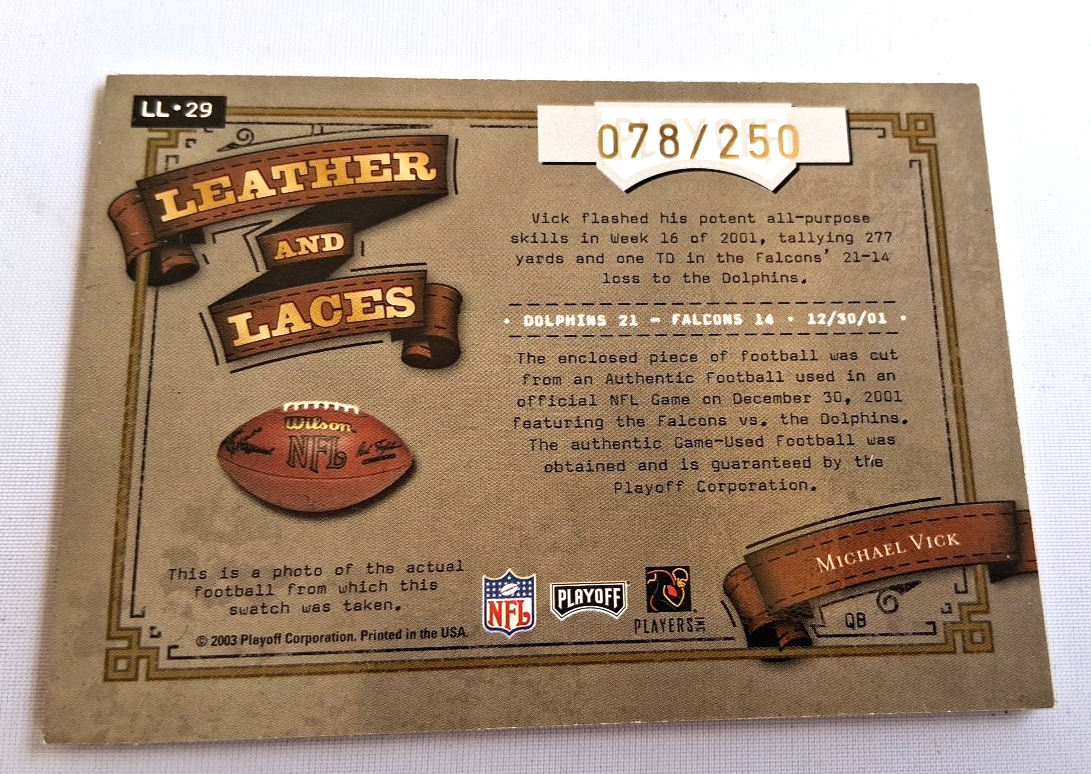 LL•29
LEATHER
AND
LACES
078/250
Vick flashed his potent all-purpose
skills in Week 16 of 2001, tallying 277
yards and one TD in the Falcons' 21-14
loss to the Dolphins.
• DOLPHINS 21 - FALCONS 14 • 12/30/01 •
The enclosed piece of football was cut
from an Authentic Football used in an
official NFL Game on December 30, 2001
featuring the Falcons vs. the Dolphins.
The authentic Game-Used Football was
obtained and is guaranteed by the
Playoff Corporation.
Wilson
NFL
This is a photo of the actual
football from which this
swatch was taken.
© 2003 Playoff Corporation. Printed in the USA.
NFL
PLAYOFF
PLAYERS INC
MICHAEL VICK
QB